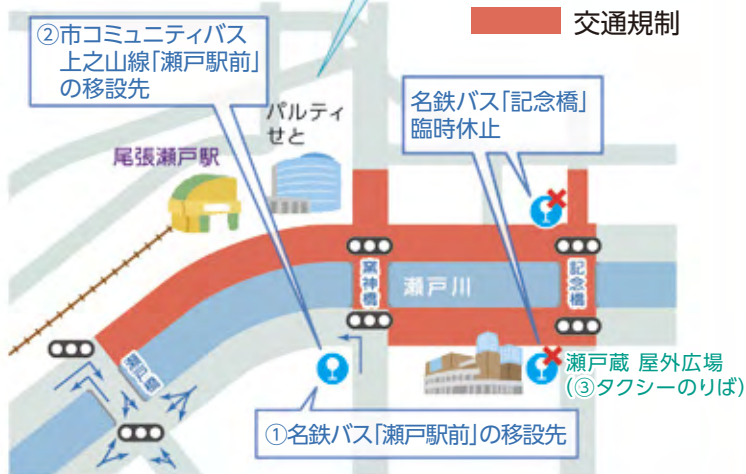 交通規制
②市コミュニティバス
上之山線「瀬戸駅前」
の移設先
名鉄バス「記念橋」
臨時休止
パルティ
せと
尾張瀬戸駅
窯神橋
瀬戸川
記念橋
瀬戸蔵 屋外広場
(③タクシーのりば)
①名鉄バス「瀬戸駅前」の移設先